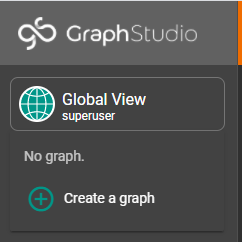 GraphStudio
Global View
superuser
No graph.
Create a graph